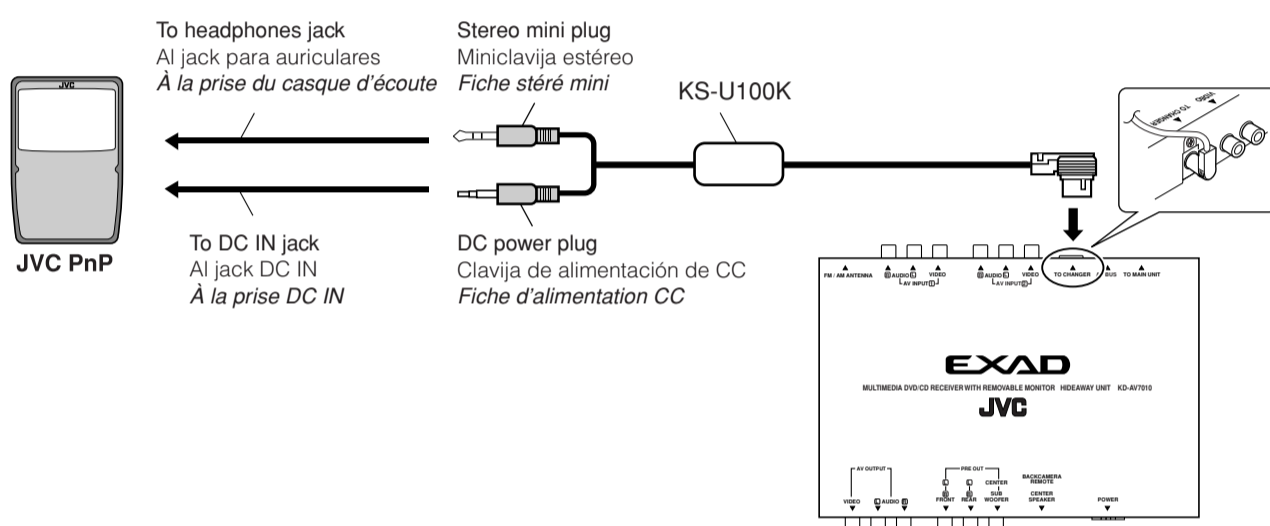 To headphones jack
Al jack para auriculares
À la prise du casque d'écoute
Stereo mini plug
Miniclavija estéreo
Fiche stéré mini
KS-U100K
VIDEO
TO CHANGER
JVC
JVC PnP
To DC IN jack
Al jack DC IN
À la prise DC IN
DC power plug
Clavija de alimentación de CC
Fiche d'alimentation CC
FM / AM ANTENNA
R AUDIO L VIDEO
AV INPUT 1
R AUDIO L VIDEO
AV INPUT 2
TO CHANGER / BUS TO MAIN UNIT
EXAD
MULTIMEDIA DVD/CD RECEIVER WITH REMOVABLE MONITOR HIDEAWAY UNIT KD-AV7010
JVC
AV OUTPUT
VIDEO L AUDIO R
PRE OUT
L R FRONT
L R REAR
CENTER
SUB
WOOFER
BACKCAMERA
REMOTE
CENTER
SPEAKER
POWER